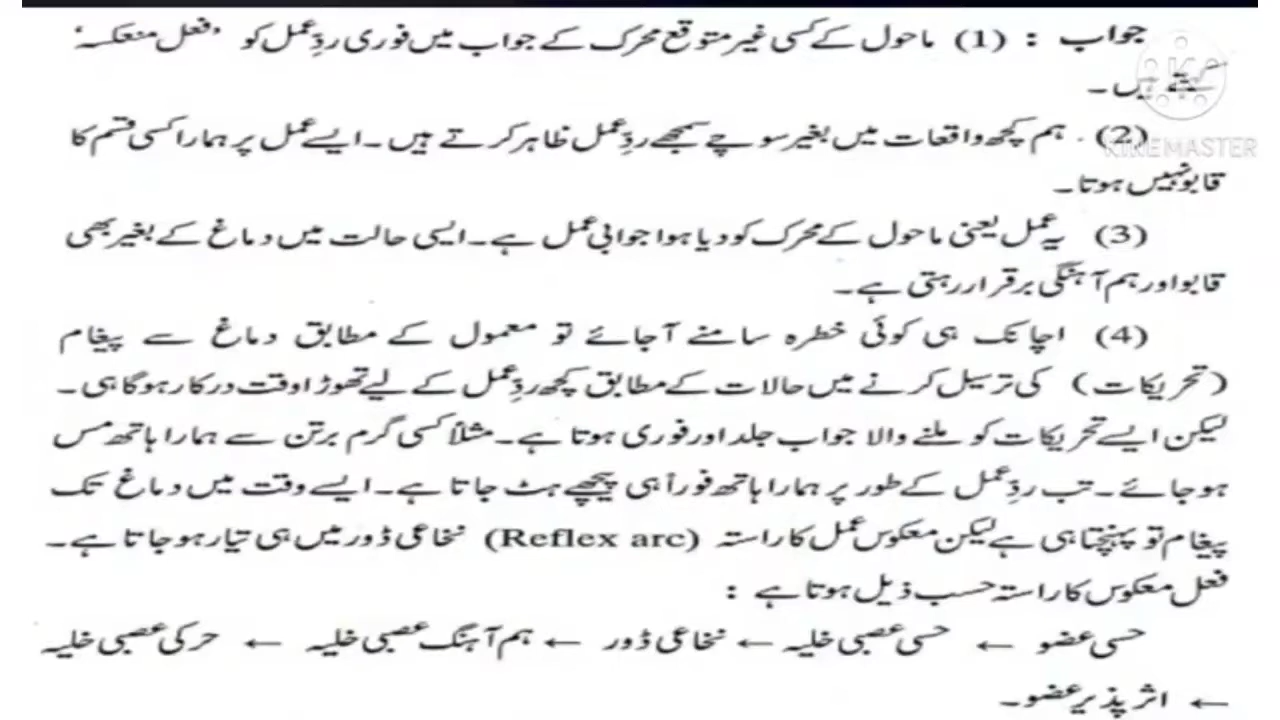 جواب : (1) ماحول کے کسی غیر متوقع محرک کے جواب میں فوری ردِّ عمل کو 'فعل منعکسہ'
کہتے ہیں۔
(2) ہم کچھ واقعات میں بغیر سوچے سمجھے ردِّ عمل ظاہر کرتے ہیں۔ ایسے عمل پر ہمارا کسی قسم کا
KINEMASTER
قابو نہیں ہوتا۔
(3) یہ عمل یعنی ماحول کے محرک کو دیا ہوا جوابی عمل ہے۔ ایسی حالت میں دماغ کے بغیر بھی
قابو اور ہم آہنگی برقرار رہتی ہے۔
(4) اچانک ہی کوئی خطرہ سامنے آجائے تو معمول کے مطابق دماغ سے پیغام
(تحریکات) کی ترسیل کرنے میں حالات کے مطابق کچھ ردِّ عمل کے لیے تھوڑا وقت درکار ہوگا ہی۔
لیکن ایسے تحریکات کو ملنے والا جواب جلد اور فوری ہوتا ہے۔ مثلاً کسی گرم برتن سے ہمارا ہاتھ مس
ہوجائے۔ تب ردِّ عمل کے طور پر ہمارا ہاتھ فوراً ہی پیچھے ہٹ جاتا ہے۔ ایسے وقت میں دماغ تک
پیغام تو پہنچتا ہی ہے لیکن معکوس عمل کا راستہ (Reflex arc) نخاعی ڈور میں ہی تیار ہوجاتا ہے۔
فعل معکوس کا راستہ حسب ذیل ہوتا ہے :
حسی عضو ← حسی عصبی خلیہ ← نخاعی ڈور ← ہم آہنگ عصبی خلیہ ← حرکی عصبی خلیہ
← اثر پذیر عضو۔